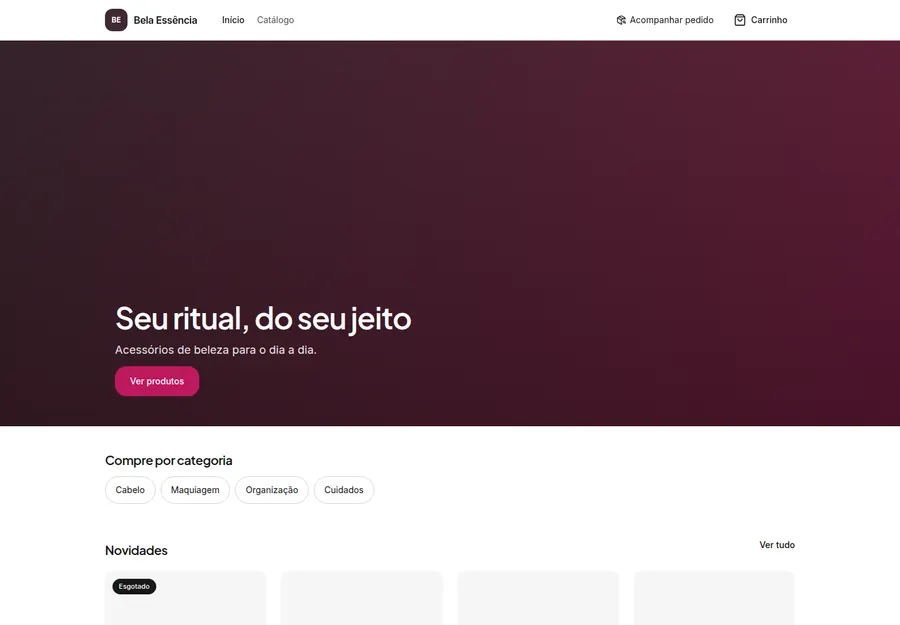 BE Bela Essência Início Catálogo Acompanhar pedido Carrinho
Seu ritual, do seu jeito
Acessórios de beleza para o dia a dia.
Ver produtos
Compre por categoria
Cabelo Maquiagem Organização Cuidados
Novidades Ver tudo
Esgotado